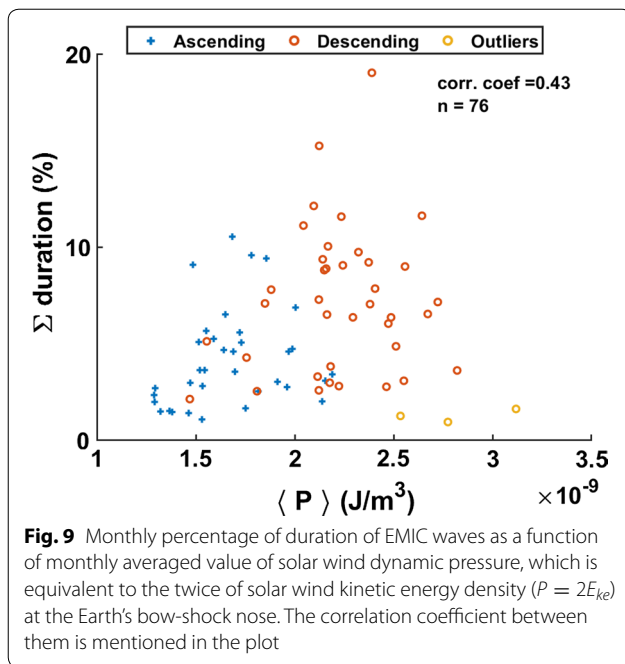 Ascending Descending Outliers
corr. coef =0.43
n = 76
20
10
0
Σ duration (%)
1 1.5 2 2.5 3 3.5
⟨ P ⟩ (J/m³) ×10⁻⁹
Fig. 9 Monthly percentage of duration of EMIC waves as a function
of monthly averaged value of solar wind dynamic pressure, which is
equivalent to the twice of solar wind kinetic energy density (P = 2Eₖₑ)
at the Earth's bow-shock nose. The correlation coefficient between
them is mentioned in the plot